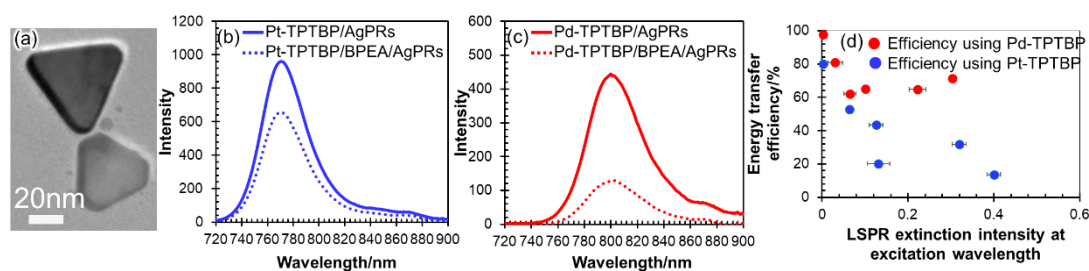 (a)
20nm
(b)
Pt-TPTBP/AgPRs
Pt-TPTBP/BPEA/AgPRs
Intensity
1200
1000
800
600
400
200
0
720 740 760 780 800 820 840 860 880 900
Wavelength/nm
(c)
Pd-TPTBP/AgPRs
Pd-TPTBP/BPEA/AgPRs
Intensity
600
500
400
300
200
100
0
720 740 760 780 800 820 840 860 880 900
Wavelength/nm
(d)
Efficiency using Pd-TPTBP
Efficiency using Pt-TPTBP
Energy transfer
efficiency/%
100
80
60
40
20
0
0 0.2 0.4 0.6
LSPR extinction intensity at
excitation wavelength